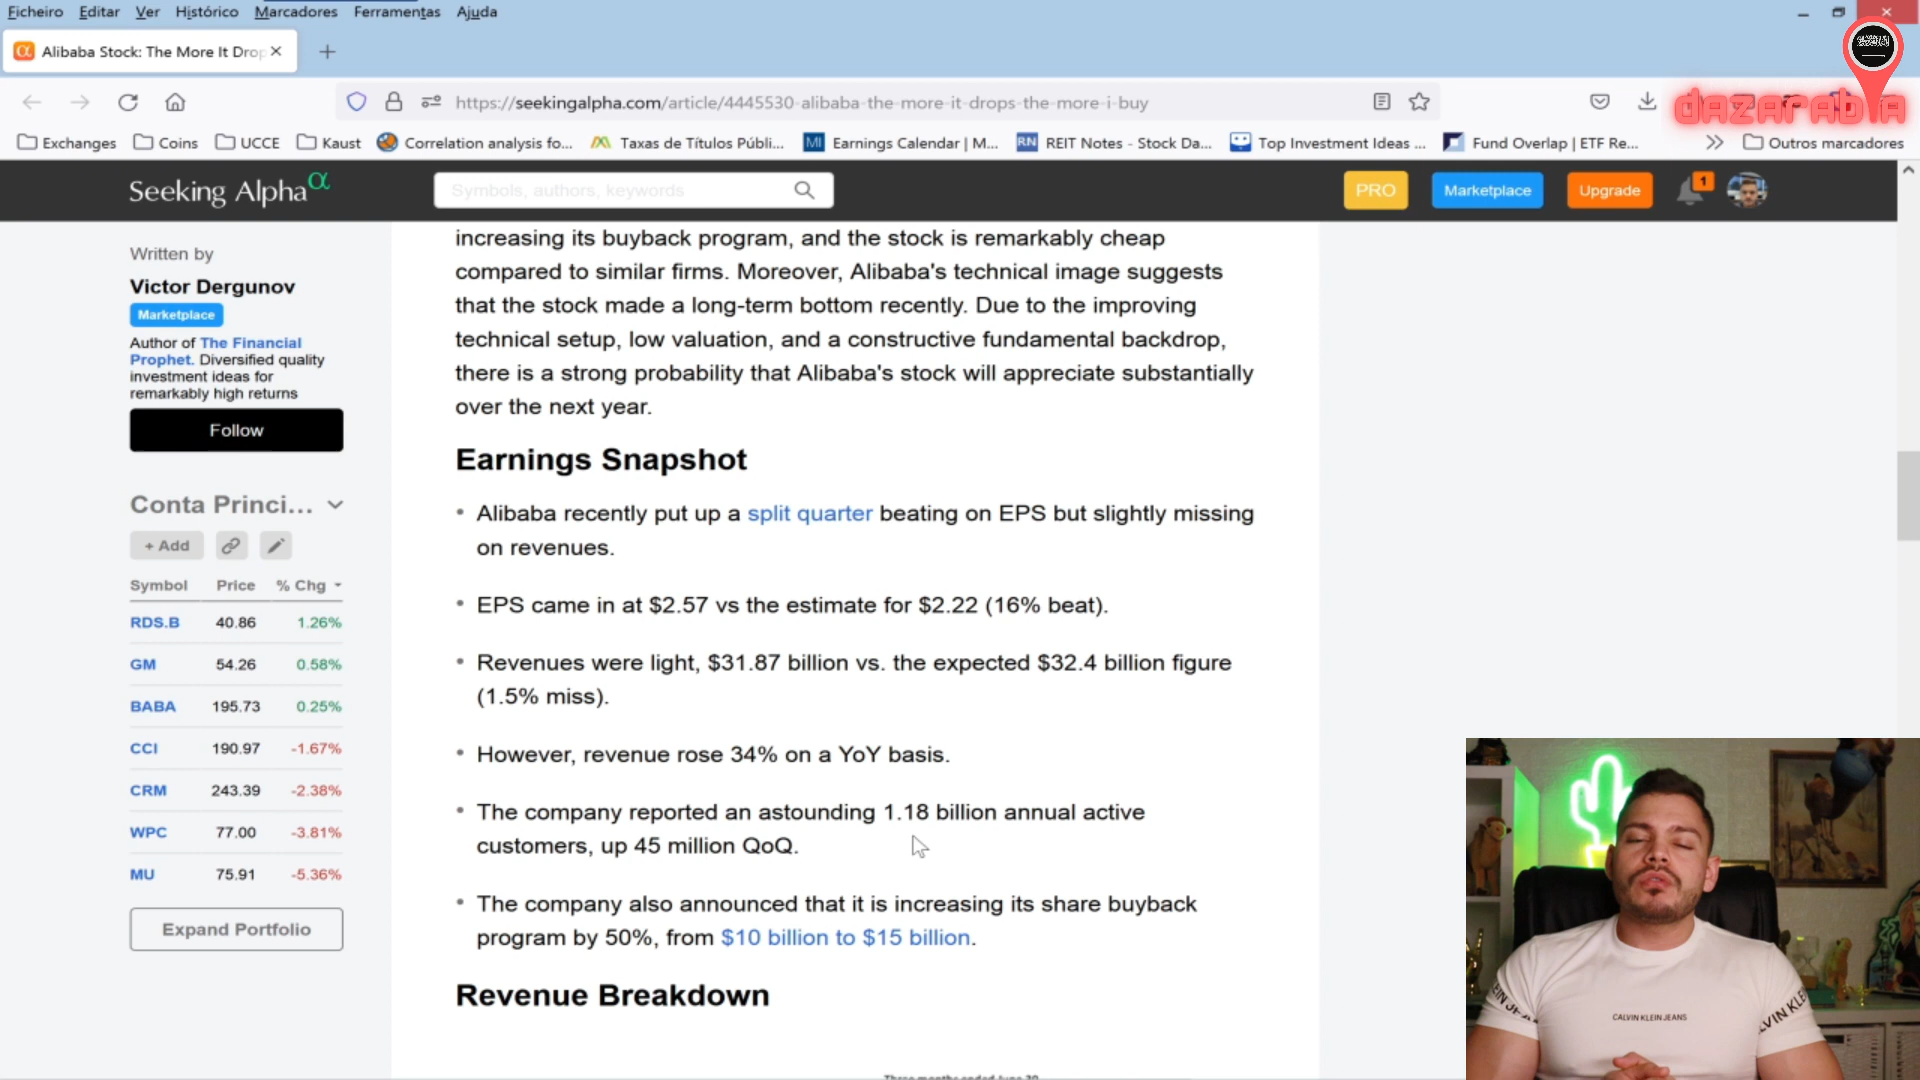 Ficheiro Editar Ver Histórico Marcadores Ferramentas Ajuda
Alibaba Stock: The More It Drop
https://seekingalpha.com/article/4445530-alibaba-the-more-it-drops-the-more-i-buy
dazarabia
Exchanges Coins UCCE Kaust Correlation analysis fo... Taxas de Títulos Públi... MI Earnings Calendar | M... RN REIT Notes - Stock Da... Top Investment Ideas ... Fund Overlap | ETF Re... Outros marcadores
Seeking Alpha α Symbols, authors, keywords PRO Marketplace Upgrade 1
Written by
Victor Dergunov
Marketplace
Author of The Financial
Prophet. Diversified quality
investment ideas for
remarkably high returns
Follow
Conta Princi...
+ Add
Symbol Price % Chg
RDS.B 40.86 1.26%
GM 54.26 0.58%
BABA 195.73 0.25%
CCI 190.97 -1.67%
CRM 243.39 -2.38%
WPC 77.00 -3.81%
MU 75.91 -5.36%
Expand Portfolio
increasing its buyback program, and the stock is remarkably cheap
compared to similar firms. Moreover, Alibaba's technical image suggests
that the stock made a long-term bottom recently. Due to the improving
technical setup, low valuation, and a constructive fundamental backdrop,
there is a strong probability that Alibaba's stock will appreciate substantially
over the next year.
Earnings Snapshot
• Alibaba recently put up a split quarter beating on EPS but slightly missing
on revenues.
• EPS came in at $2.57 vs the estimate for $2.22 (16% beat).
• Revenues were light, $31.87 billion vs. the expected $32.4 billion figure
(1.5% miss).
• However, revenue rose 34% on a YoY basis.
• The company reported an astounding 1.18 billion annual active
customers, up 45 million QoQ.
• The company also announced that it is increasing its share buyback
program by 50%, from $10 billion to $15 billion.
Revenue Breakdown
Three months ended June 30
CALVIN KLEIN JEANS